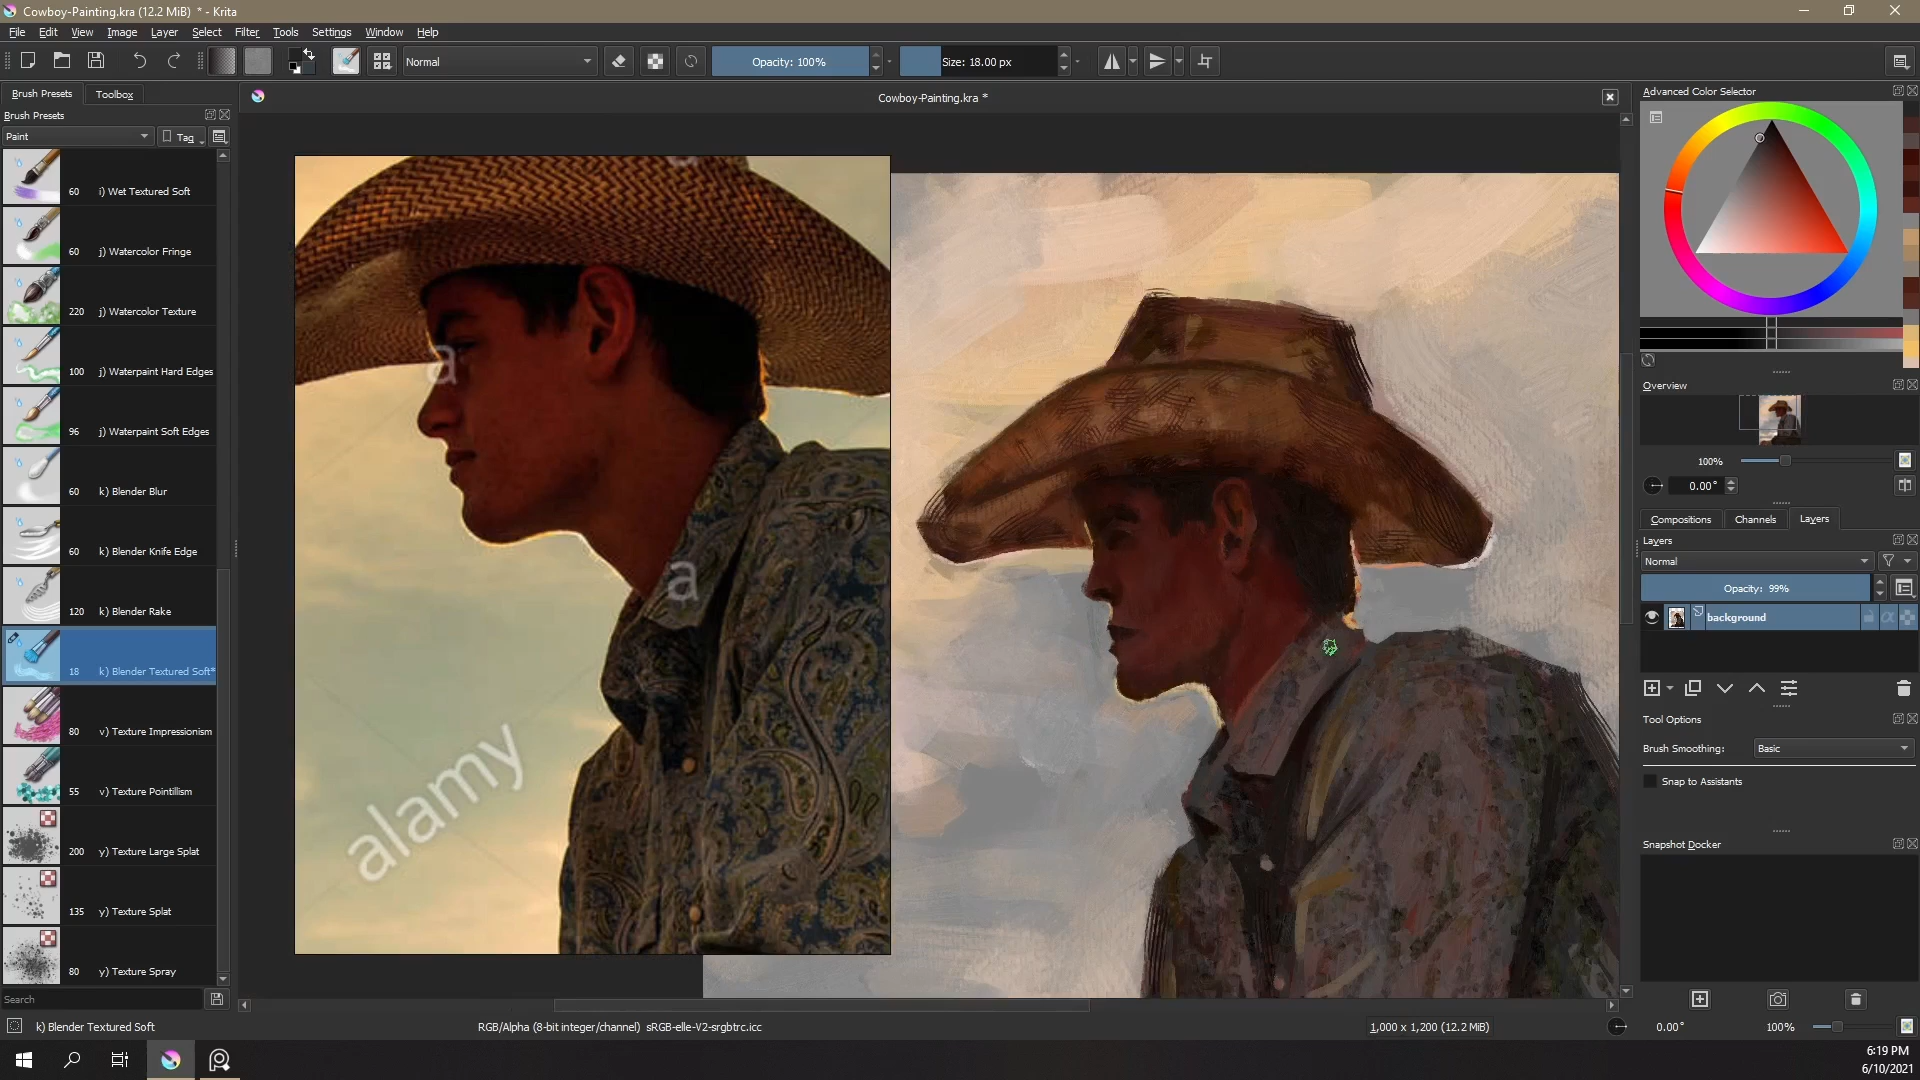 Cowboy-Painting.kra (12.2 MiB)  * - Krita
File Edit View Image Layer Select Filter Tools Settings Window Help
Normal
Opacity: 100%
Size: 18.00 px
Brush Presets
Toolbox
Cowboy-Painting.kra *
Brush Presets
Paint
Tag
60 i) Wet Textured Soft
60 j) Watercolor Fringe
220 j) Watercolor Texture
100 j) Waterpaint Hard Edges
96 j) Waterpaint Soft Edges
60 k) Blender Blur
60 k) Blender Knife Edge
120 k) Blender Rake
18 k) Blender Textured Soft*
80 v) Texture Impressionism
55 v) Texture Pointillism
200 y) Texture Large Splat
135 y) Texture Splat
80 y) Texture Spray
Search
a
a
alamy
Advanced Color Selector
Overview
100%
0.00°
Compositions Channels Layers
Layers
Normal
Opacity: 99%
background
Tool Options
Brush Smoothing: Basic
Snap to Assistants
Snapshot Docker
k) Blender Textured Soft
RGB/Alpha (8-bit integer/channel) sRGB-elle-V2-srgbtrc.icc
1,000 x 1,200 (12.2 MiB)
0.00°
100%
6:19 PM
6/10/2021